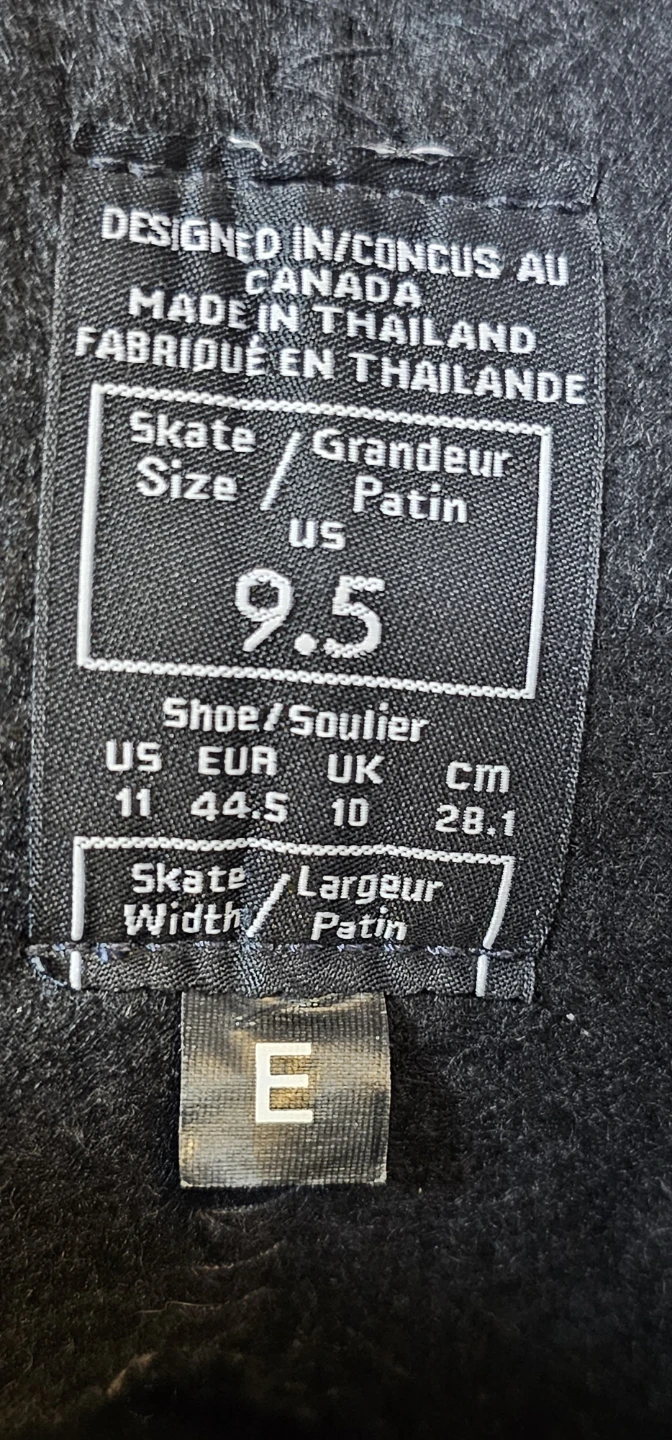 DESIGNED IN/CONCUS AU
CANADA
MADE IN THAILAND
FABRIQUÉ EN THAILANDE
Skate / Grandeur
Size Patin
US
9.5
Shoe/Soulier
US EUR UK cm
11 44.5 10 28.1
Skate / Largeur
Width Patin
E